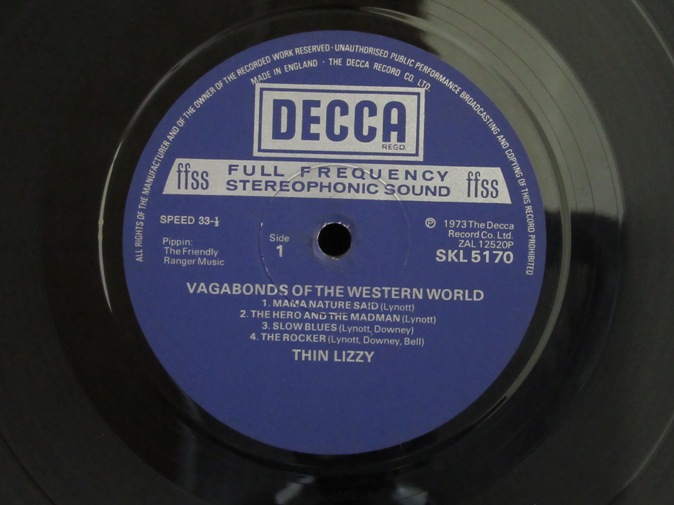 ALL RIGHTS OF THE MANUFACTURER AND OF THE OWNER OF THE RECORDED WORK RESERVED · UNAUTHORISED PUBLIC PERFORMANCE BROADCASTING AND COPYING OF THIS RECORD PROHIBITED
MADE IN ENGLAND · THE DECCA RECORD CO. LTD.
DECCA
REGD.
ffss FULL FREQUENCY STEREOPHONIC SOUND ffss
SPEED 33-⅓
Ⓟ 1973 The Decca
Record Co. Ltd.
ZAL 12520P
SKL 5170
Pippin:
The Friendly
Ranger Music
Side
1
VAGABONDS OF THE WESTERN WORLD
1. MAMA NATURE SAID (Lynott)
2. THE HERO AND THE MADMAN (Lynott)
3. SLOW BLUES (Lynott, Downey)
4. THE ROCKER (Lynott, Downey, Bell)
THIN LIZZY